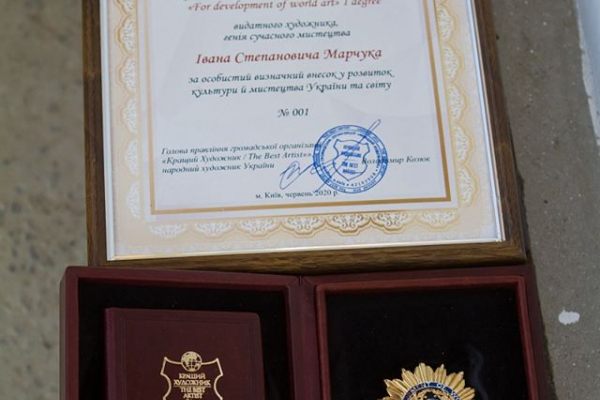 «For development of world art» I degree
видатного художника,
генія сучасного мистецтва
Івана Степановича Марчука
за особистий визначний внесок у розвиток
культури й мистецтва України та світу
№ 001
Голова правління громадської організації
«Кращий Художник / The Best Artist»,
народний художник України
Володимир Козюк
м. Київ, червень 2020 р.
КРАЩИЙ
ХУДОЖНИК
THE BEST
ARTIST